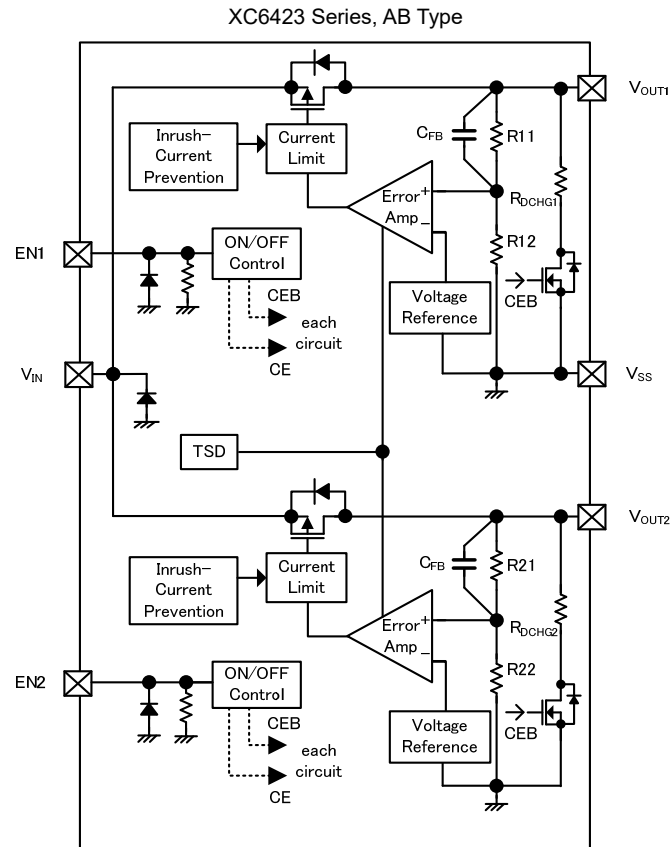 XC6423 Series, AB Type
VOUT1
CFB
R11
Inrush-
Current
Prevention
Current
Limit
Error
Amp
+
-
RDCHG1
R12
EN1
ON/OFF
Control
CEB
each
circuit
CE
Voltage
Reference
CEB
VIN
VSS
TSD
VOUT2
CFB
R21
Inrush-
Current
Prevention
Current
Limit
Error
Amp
+
-
RDCHG2
R22
EN2
ON/OFF
Control
CEB
each
circuit
CE
Voltage
Reference
CEB